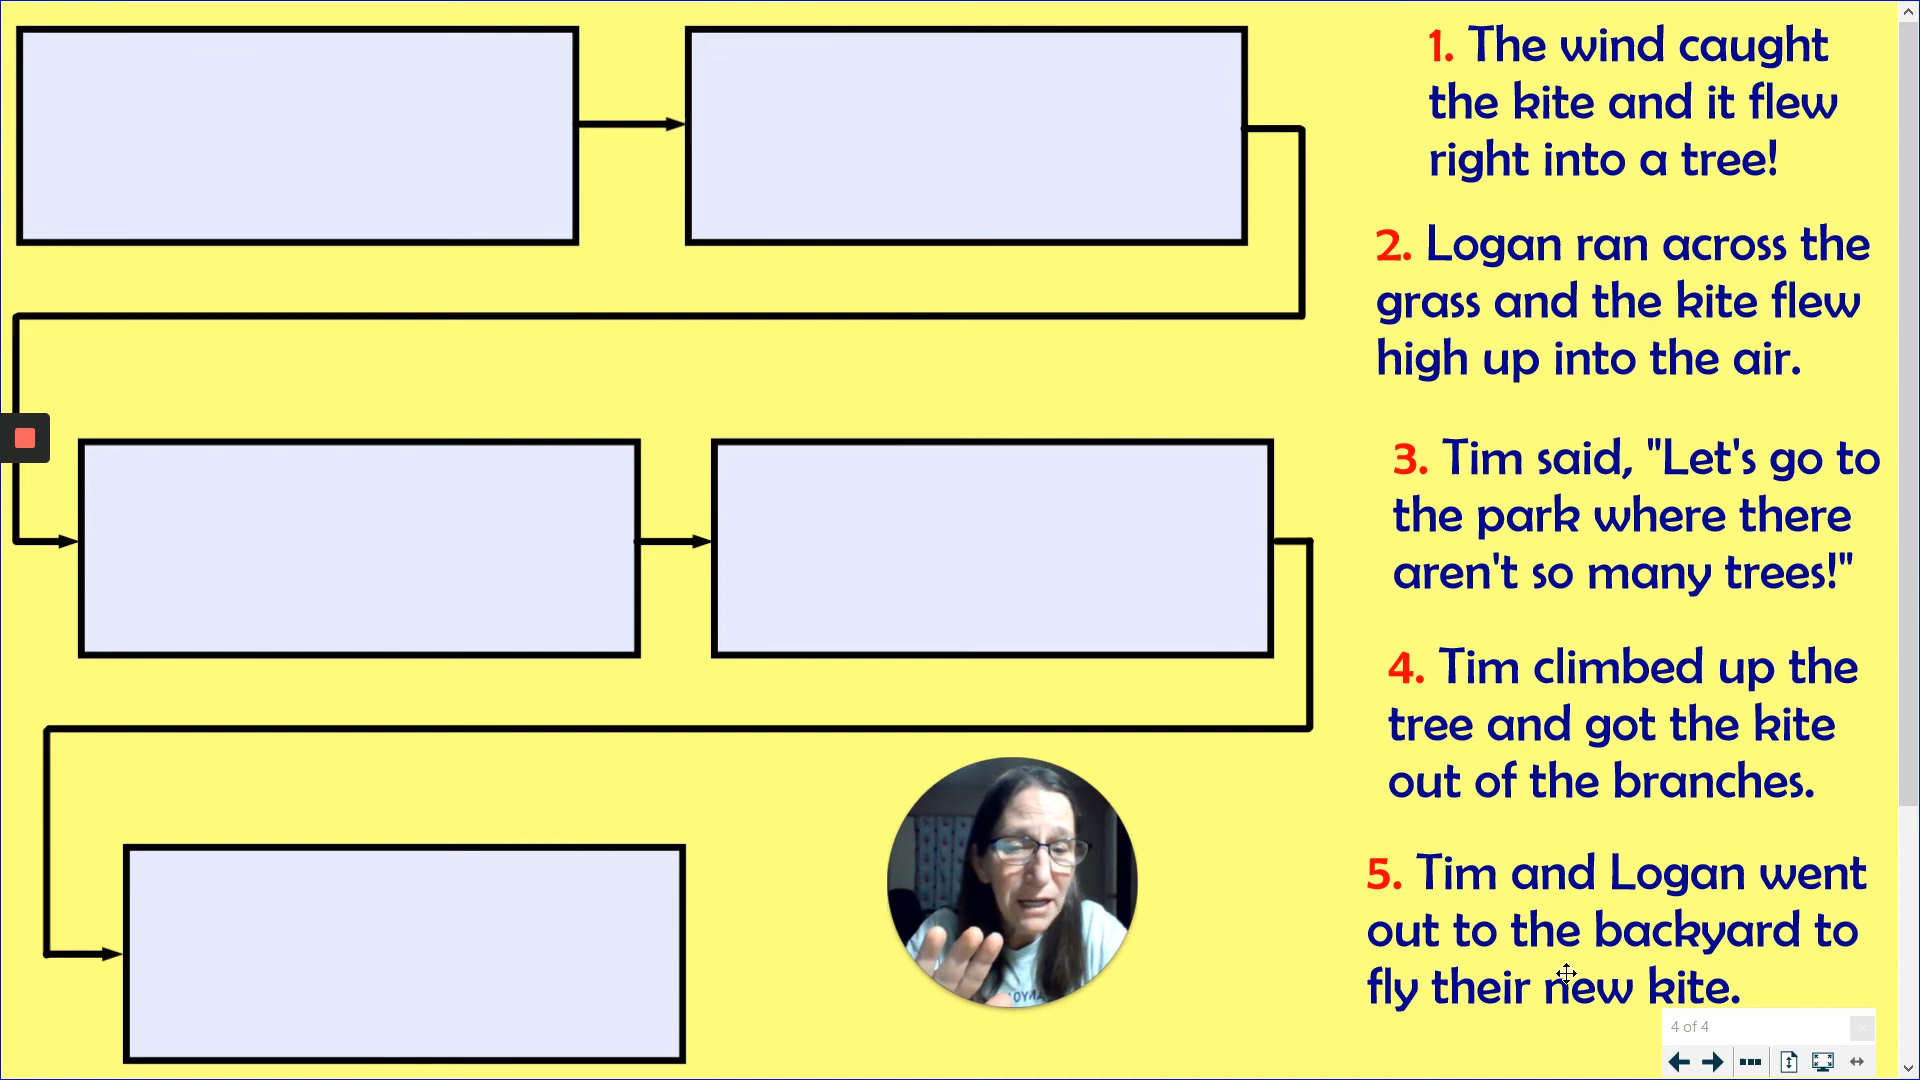 1. The wind caught
the kite and it flew
right into a tree!
2. Logan ran across the
grass and the kite flew
high up into the air.
3. Tim said, "Let's go to
the park where there
aren't so many trees!"
4. Tim climbed up the
tree and got the kite
out of the branches.
5. Tim and Logan went
out to the backyard to
fly their new kite.
4 of 4